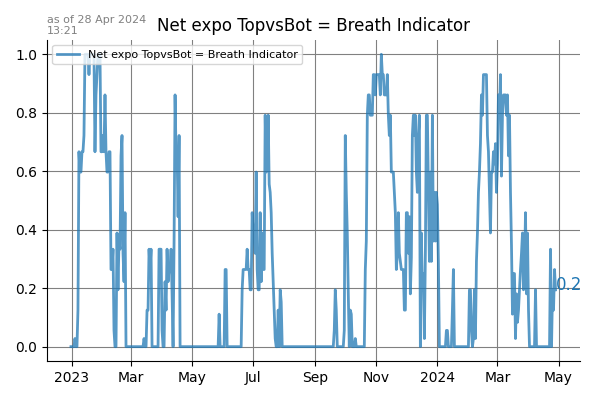 as of 28 Apr 2024
13:21
Net expo TopvsBot = Breath Indicator
Net expo TopvsBot = Breath Indicator
1.0
0.8
0.6
0.4
0.2
0.0
0.2
2023 Mar May Jul Sep Nov 2024 Mar May